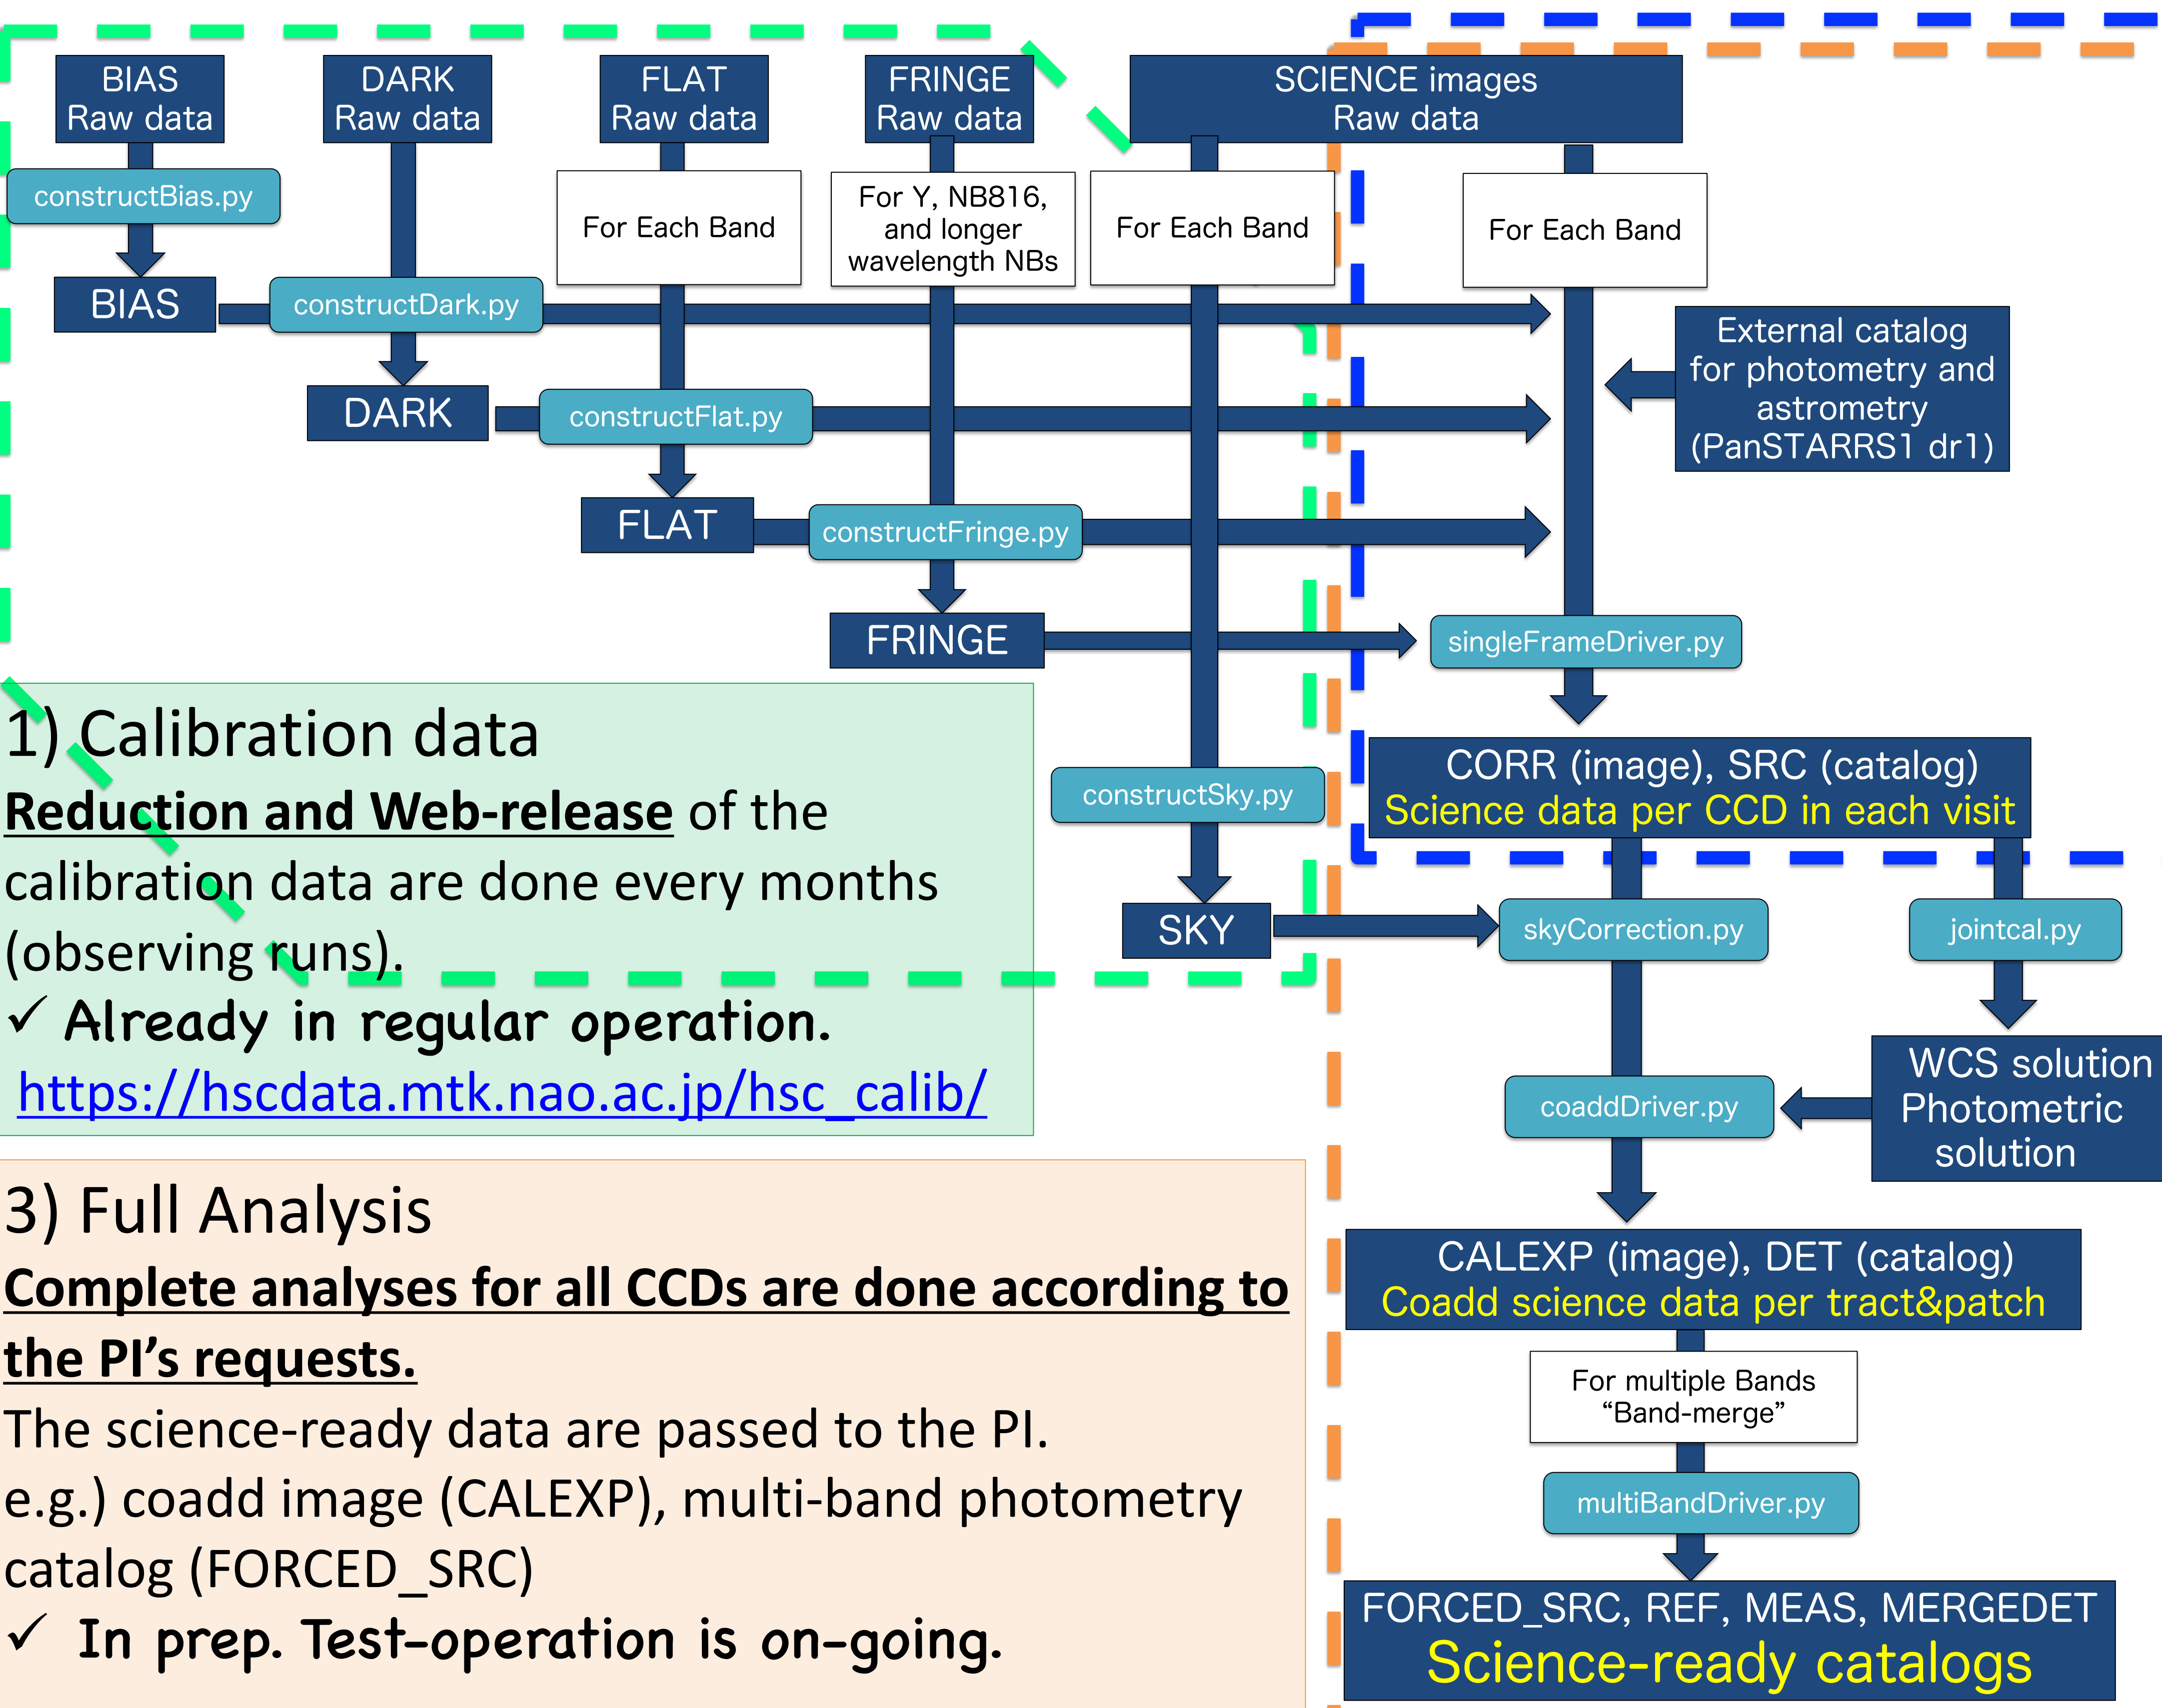 BIAS
Raw data
DARK
Raw data
FLAT
Raw data
FRINGE
Raw data
SCIENCE images
Raw data
constructBias.py
For Each Band
For Y, NB816,
and longer
wavelength NBs
For Each Band
For Each Band
BIAS
constructDark.py
External catalog
for photometry and
astrometry
(PanSTARRS1 dr1)
DARK
constructFlat.py
FLAT
constructFringe.py
FRINGE
singleFrameDriver.py
1) Calibration data
Reduction and Web-release of the
calibration data are done every months
(observing runs).
✓ Already in regular operation.
https://hscdata.mtk.nao.ac.jp/hsc_calib/
constructSky.py
CORR (image), SRC (catalog)
Science data per CCD in each visit
SKY
skyCorrection.py
jointcal.py
coaddDriver.py
WCS solution
Photometric
solution
3) Full Analysis
Complete analyses for all CCDs are done according to
the PI’s requests.
The science-ready data are passed to the PI.
e.g.) coadd image (CALEXP), multi-band photometry
catalog (FORCED_SRC)
✓ In prep. Test-operation is on-going.
CALEXP (image), DET (catalog)
Coadd science data per tract&patch
For multiple Bands
“Band-merge”
multiBandDriver.py
FORCED_SRC, REF, MEAS, MERGEDET
Science-ready catalogs